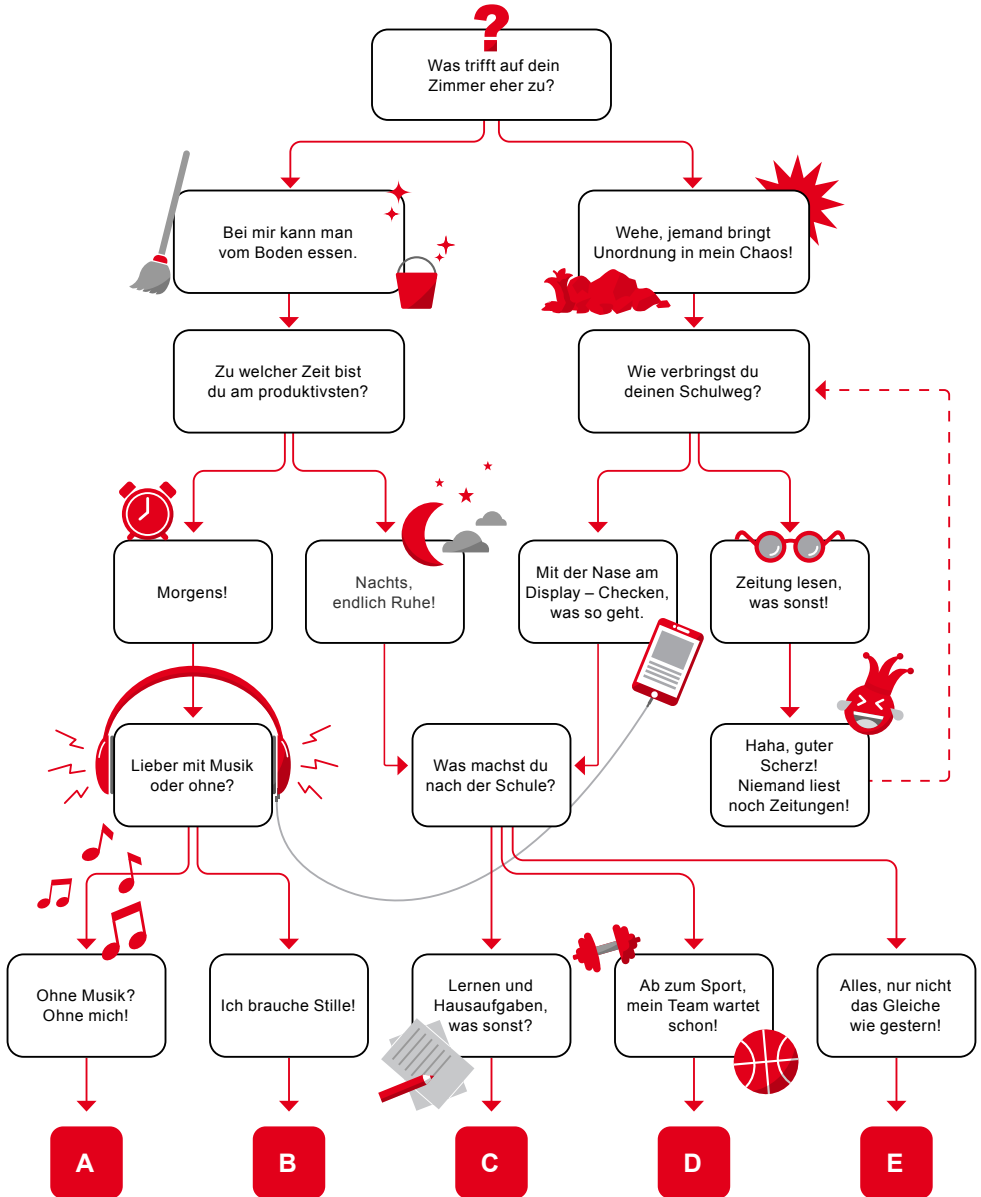 ?
Was trifft auf dein
Zimmer eher zu?
Bei mir kann man
vom Boden essen.
Wehe, jemand bringt
Unordnung in mein Chaos!
Zu welcher Zeit bist
du am produktivsten?
Wie verbringst du
deinen Schulweg?
Morgens!
Nachts,
endlich Ruhe!
Mit der Nase am
Display – Checken,
was so geht.
Zeitung lesen,
was sonst!
Lieber mit Musik
oder ohne?
Was machst du
nach der Schule?
Haha, guter
Scherz!
Niemand liest
noch Zeitungen!
Ohne Musik?
Ohne mich!
Ich brauche Stille!
Lernen und
Hausaufgaben,
was sonst?
Ab zum Sport,
mein Team wartet
schon!
Alles, nur nicht
das Gleiche
wie gestern!
A
B
C
D
E